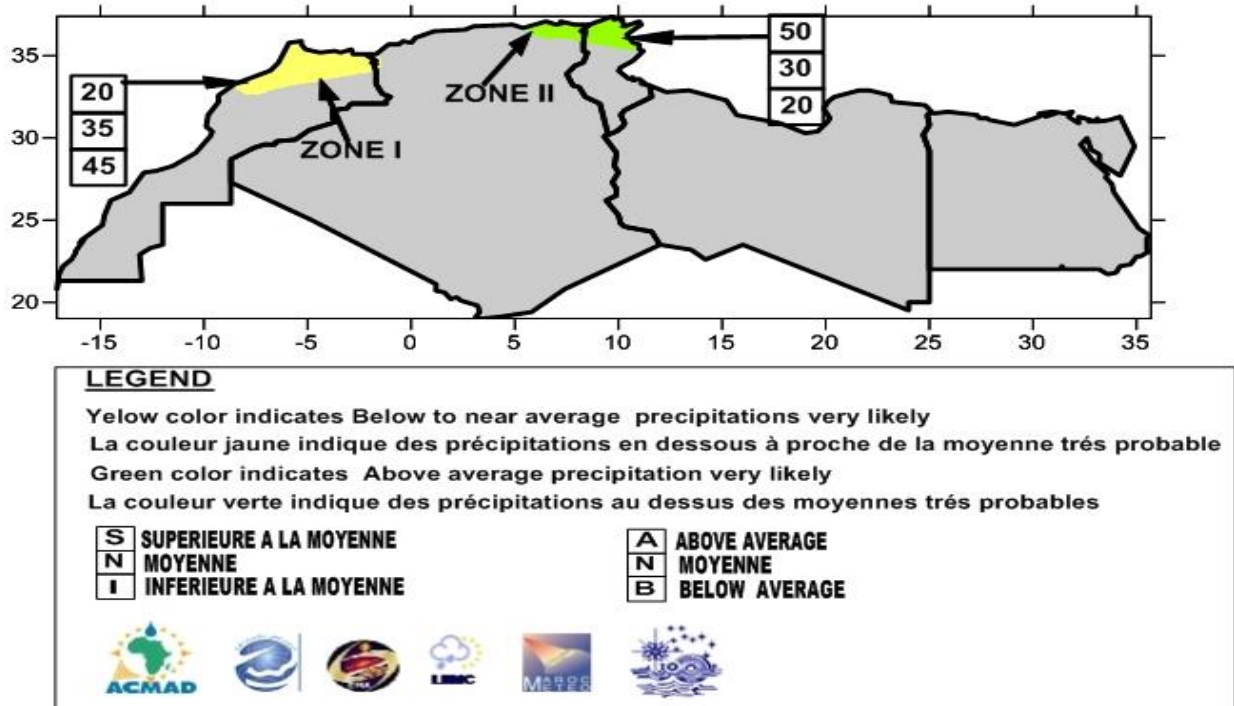 50
30
20
35
30
25
20
20
35
45
ZONE I
ZONE II
-15 -10 -5 0 5 10 15 20 25 30 35
LEGEND
Yelow color indicates Below to near average precipitations very likely
La couleur jaune indique des précipitations en dessous à proche de la moyenne trés probable
Green color indicates Above average precipitation very likely
La couleur verte indique des précipitations au dessus des moyennes trés probables
S SUPERIEURE A LA MOYENNE
N MOYENNE
I INFERIEURE A LA MOYENNE
A ABOVE AVERAGE
N MOYENNE
B BELOW AVERAGE
ACMAD
MAROC
METEO